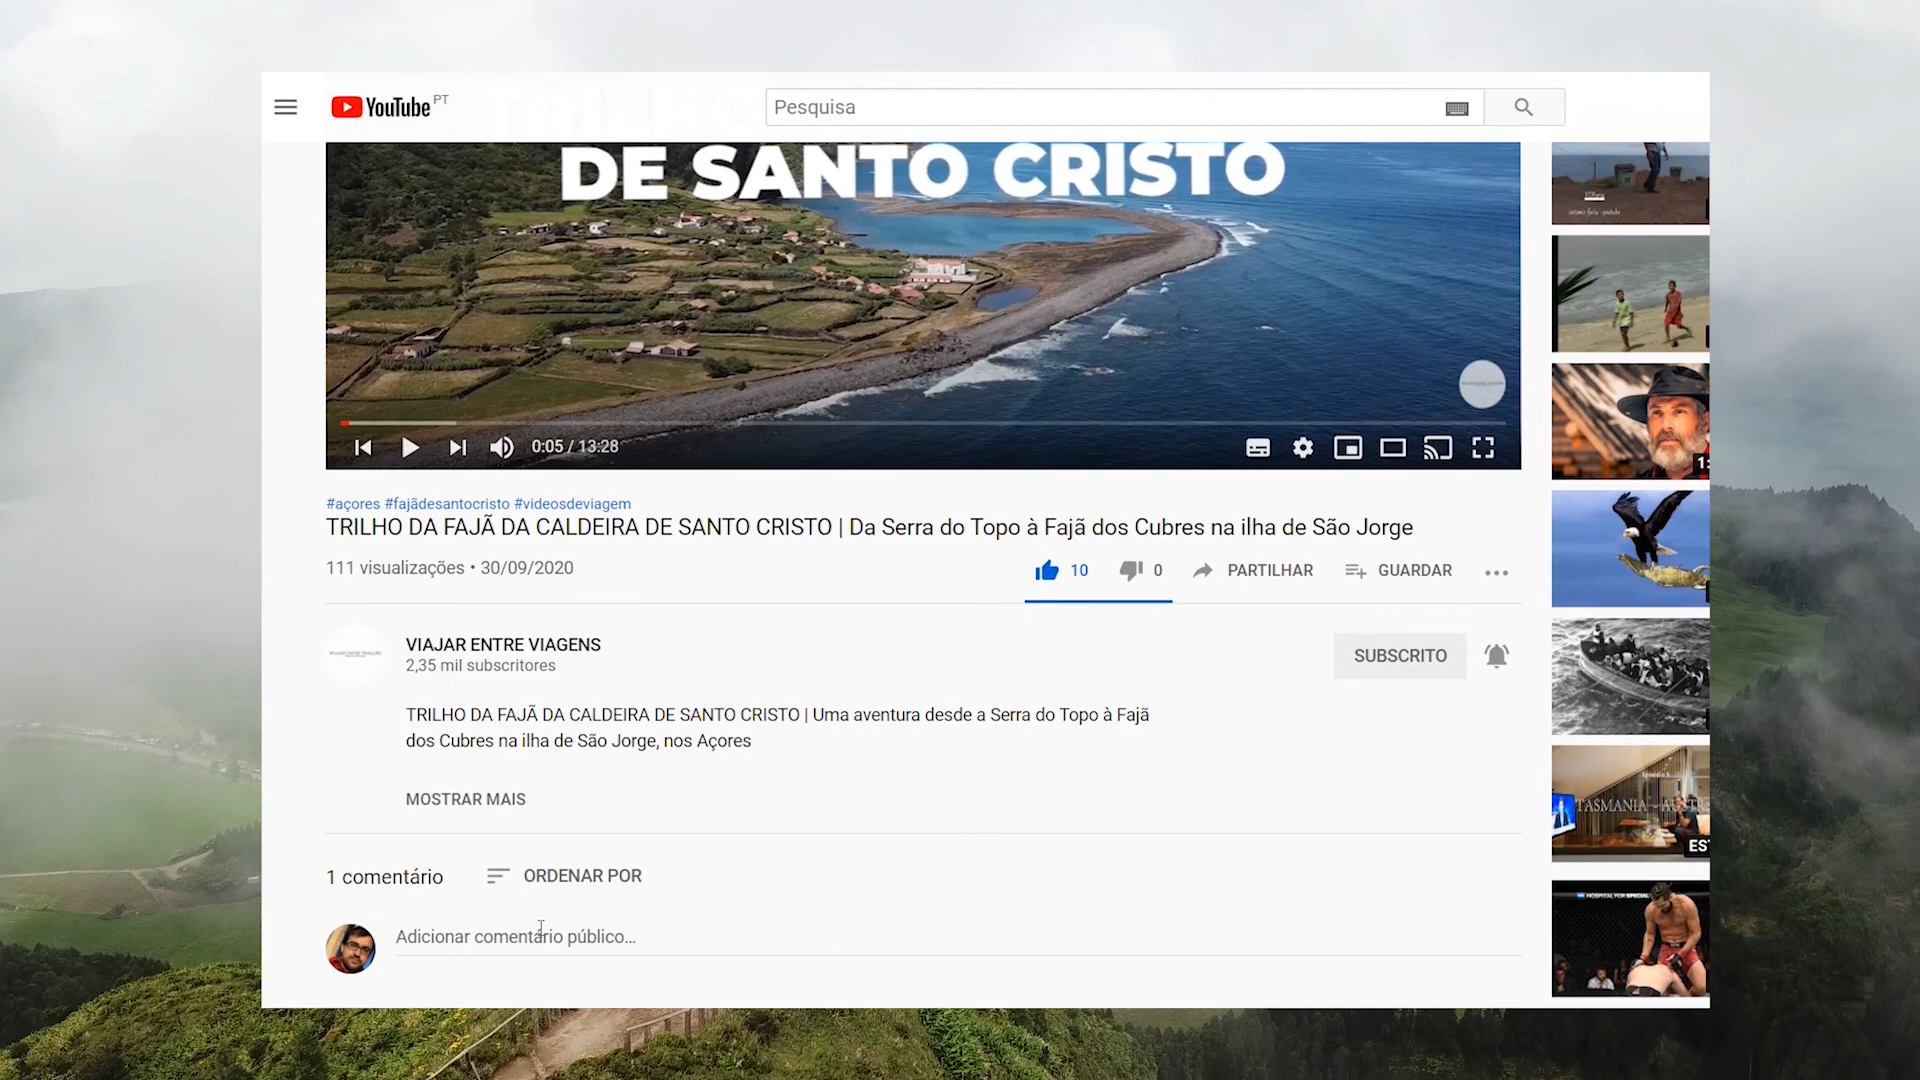 YouTube PT
Pesquisa
DE SANTO CRISTO
0:05 / 13:28
#açores #fajãdesantocristo #videosdeviagem
TRILHO DA FAJÃ DA CALDEIRA DE SANTO CRISTO | Da Serra do Topo à Fajã dos Cubres na ilha de São Jorge
111 visualizações • 30/09/2020
10
0
PARTILHAR
GUARDAR
VIAJAR ENTRE VIAGENS
2,35 mil subscritores
SUBSCRITO
TRILHO DA FAJÃ DA CALDEIRA DE SANTO CRISTO | Uma aventura desde a Serra do Topo à Fajã
dos Cubres na ilha de São Jorge, nos Açores
MOSTRAR MAIS
1 comentário
ORDENAR POR
Adicionar comentário público...
TASMANIA - AUSTR
HOSPITAL FOR SPECIAL